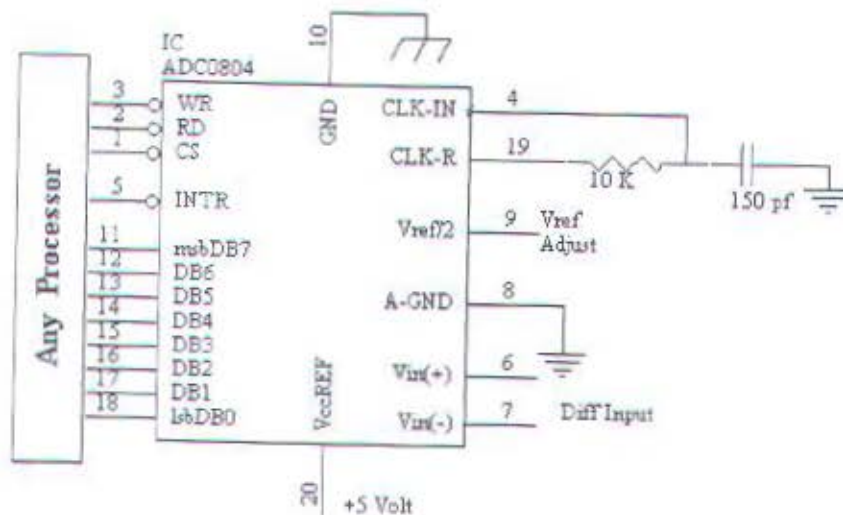 IC
ADC0804
10
GND
3 WR
2 RD
1 CS
5 INTR
11 msbDB7
12 DB6
13 DB5
14 DB4
15 DB3
16 DB2
17 DB1
18 lsbDB0
Any Processor
CLK-IN 4
CLK-R 19
10 K
150 pf
Vref/2 9 Vref
Adjust
A-GND 8
Vin(+) 6
Vin(-) 7
Diff Input
VccREF
20
+5 Volt